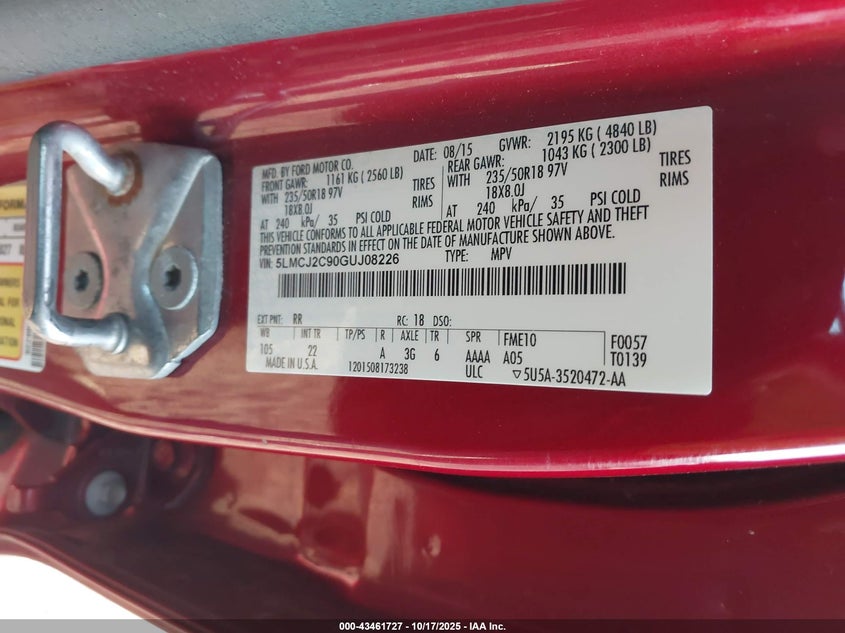 MFD. BY FORD MOTOR CO. DATE: 08/15 GVWR: 2195 KG ( 4840 LB)
FRONT GAWR: 1161 KG ( 2560 LB) REAR GAWR: 1043 KG ( 2300 LB)
WITH 235/50R18 97V TIRES WITH 235/50R18 97V TIRES
18X8.0J RIMS 18X8.0J RIMS
AT 240 kPa/ 35 PSI COLD AT 240 kPa/ 35 PSI COLD
THIS VEHICLE CONFORMS TO ALL APPLICABLE FEDERAL MOTOR VEHICLE SAFETY AND THEFT
PREVENTION STANDARDS IN EFFECT ON THE DATE OF MANUFACTURE SHOWN ABOVE.
VIN: 5LMCJ2C90GUJ08226 TYPE: MPV
EXT PNT: RR RC: 18 DSO:
WB INT TR TP/PS R AXLE TR SPR FME10 F0057
105 22 A 3G 6 AAAA A05 T0139
MADE IN U.S.A. 1201508173238 ULC ▽5U5A-3520472-AA
000-43461727 - 10/17/2025 - IAA Inc.